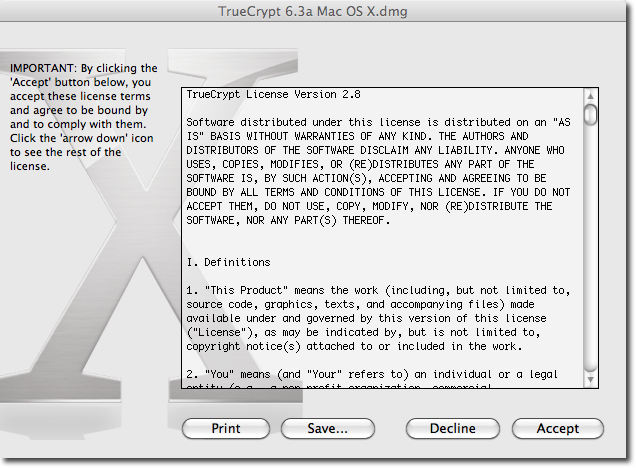 TrueCrypt 6.3a Mac OS X.dmg
IMPORTANT: By clicking the
'Accept' button below, you
accept these license terms
and agree to be bound by
and to comply with them.
Click the 'arrow down' icon
to see the rest of the
license.
TrueCrypt License Version 2.8
Software distributed under this license is distributed on an "AS
IS" BASIS WITHOUT WARRANTIES OF ANY KIND. THE AUTHORS AND
DISTRIBUTORS OF THE SOFTWARE DISCLAIM ANY LIABILITY. ANYONE WHO
USES, COPIES, MODIFIES, OR (RE)DISTRIBUTES ANY PART OF THE
SOFTWARE IS, BY SUCH ACTION(S), ACCEPTING AND AGREEING TO BE
BOUND BY ALL TERMS AND CONDITIONS OF THIS LICENSE. IF YOU DO NOT
ACCEPT THEM, DO NOT USE, COPY, MODIFY, NOR (RE)DISTRIBUTE THE
SOFTWARE, NOR ANY PART(S) THEREOF.
I. Definitions
1. "This Product" means the work (including, but not limited to,
source code, graphics, texts, and accompanying files) made
available under and governed by this version of this license
("License"), as may be indicated by, but is not limited to,
copyright notice(s) attached to or included in the work.
2. "You" means (and "Your" refers to) an individual or a legal
entity (e.g., a non-profit organization, commercial
Print
Save...
Decline
Accept